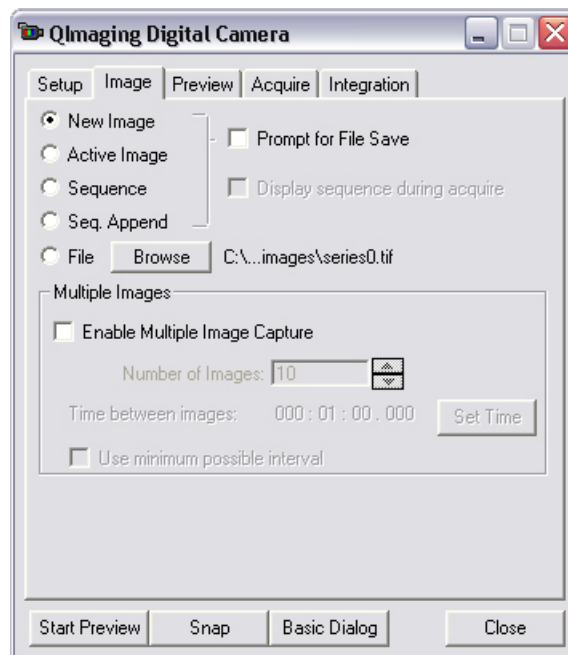 QImaging Digital Camera
Setup Image Preview Acquire Integration
New Image
Prompt for File Save
Active Image
Sequence
Display sequence during acquire
Seq. Append
File Browse C:\...images\series0.tif
Multiple Images
Enable Multiple Image Capture
Number of Images: 10
Time between images: 000 : 01 : 00 . 000 Set Time
Use minimum possible interval
Start Preview Snap Basic Dialog Close